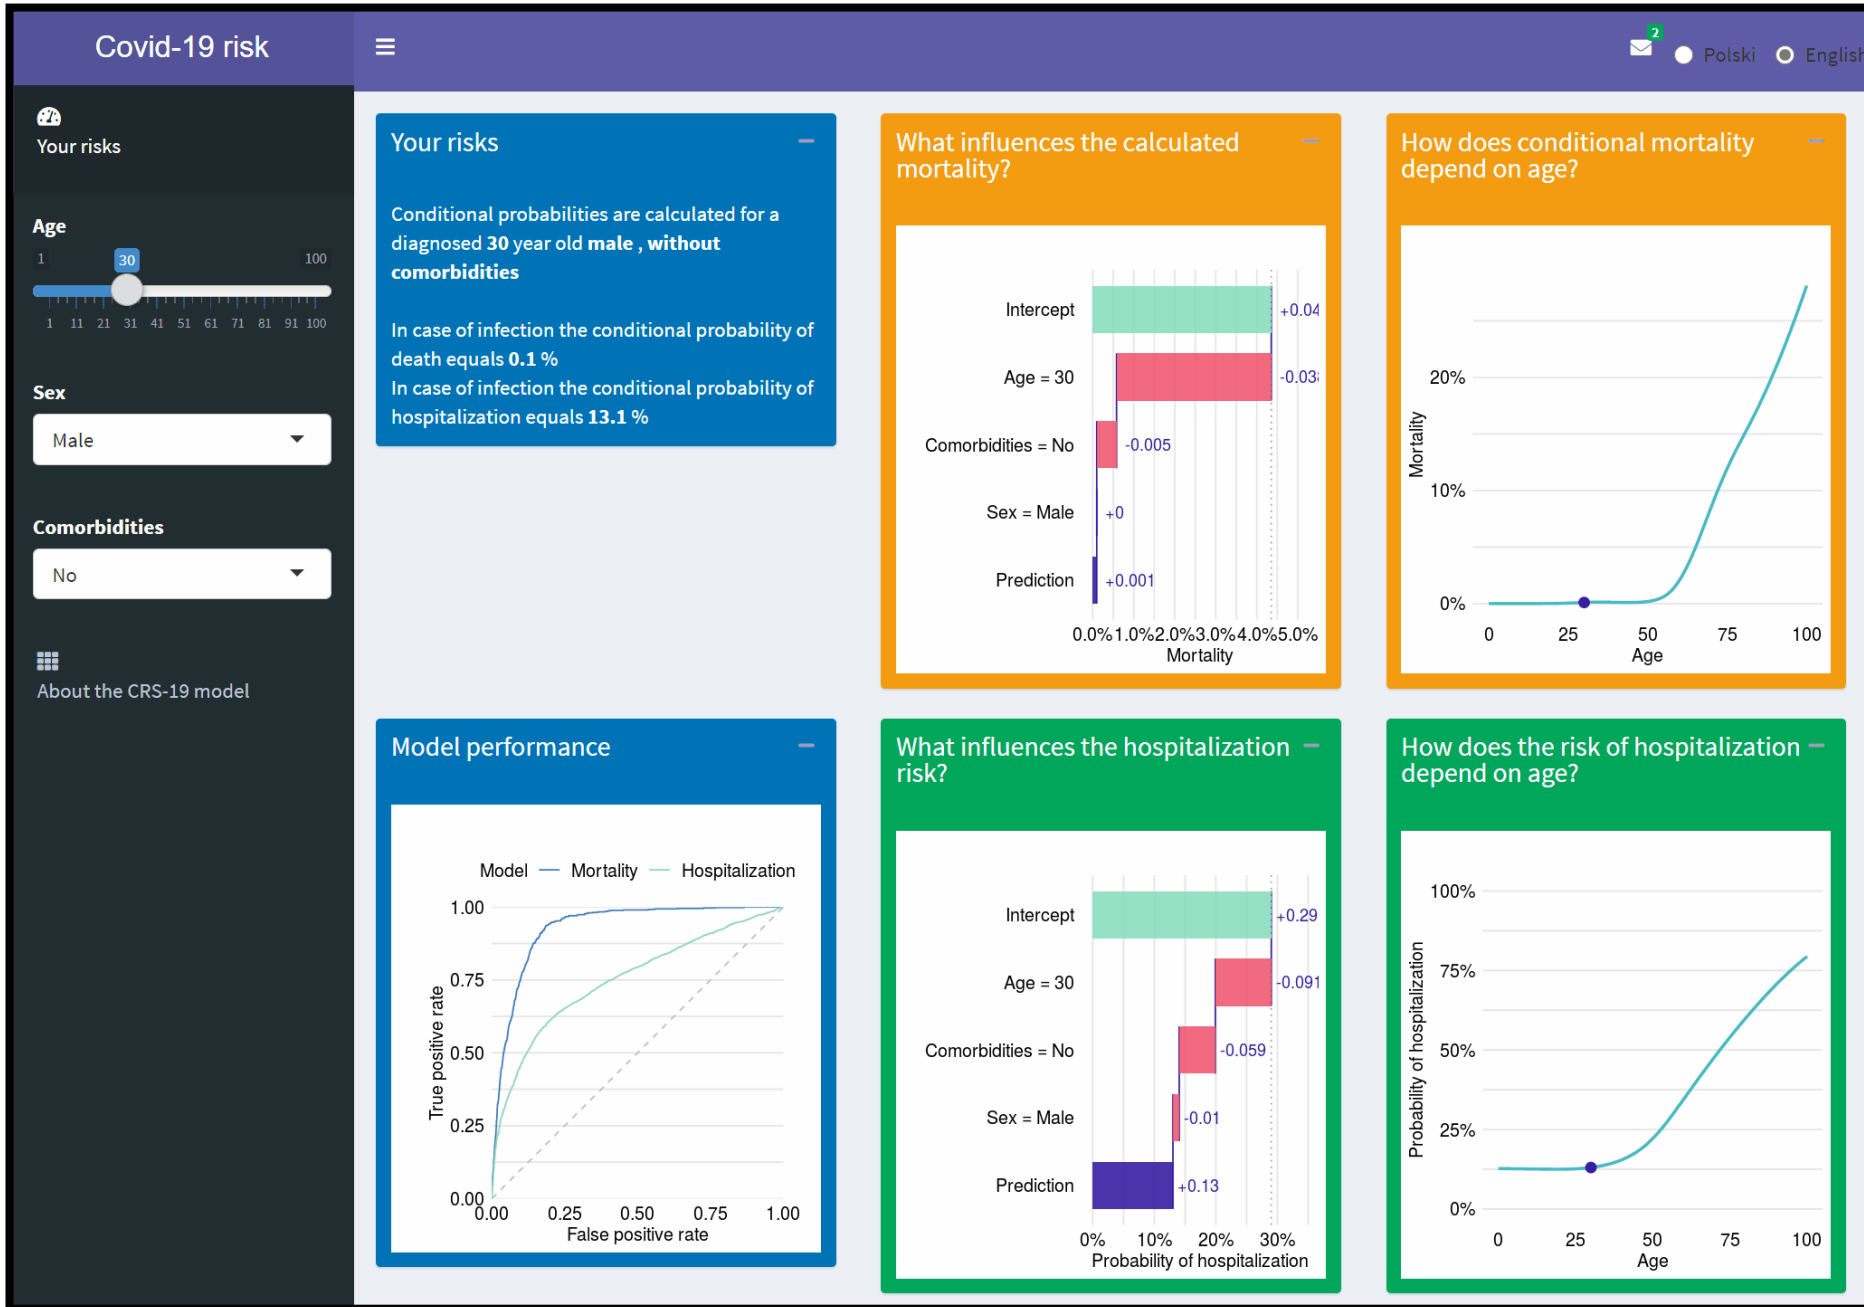 Covid-19 risk
2
Polski
English
Your risks
Age
1
30
100
1 11 21 31 41 51 61 71 81 91 100
Sex
Male
Comorbidities
No
About the CRS-19 model
Your risks
Conditional probabilities are calculated for a
diagnosed 30 year old male , without
comorbidities
In case of infection the conditional probability of
death equals 0.1 %
In case of infection the conditional probability of
hospitalization equals 13.1 %
What influences the calculated
mortality?
Intercept
+0.04
Age = 30
-0.038
Comorbidities = No
-0.005
Sex = Male
+0
Prediction
+0.001
0.0% 1.0% 2.0% 3.0% 4.0% 5.0%
Mortality
How does conditional mortality
depend on age?
Mortality
20%
10%
0%
0 25 50 75 100
Age
Model performance
Model Mortality Hospitalization
True positive rate
1.00
0.75
0.50
0.25
0.00
0.00 0.25 0.50 0.75 1.00
False positive rate
What influences the hospitalization
risk?
Intercept
+0.29
Age = 30
-0.091
Comorbidities = No
-0.059
Sex = Male
-0.01
Prediction
+0.13
0% 10% 20% 30%
Probability of hospitalization
How does the risk of hospitalization
depend on age?
Probability of hospitalization
100%
75%
50%
25%
0%
0 25 50 75 100
Age